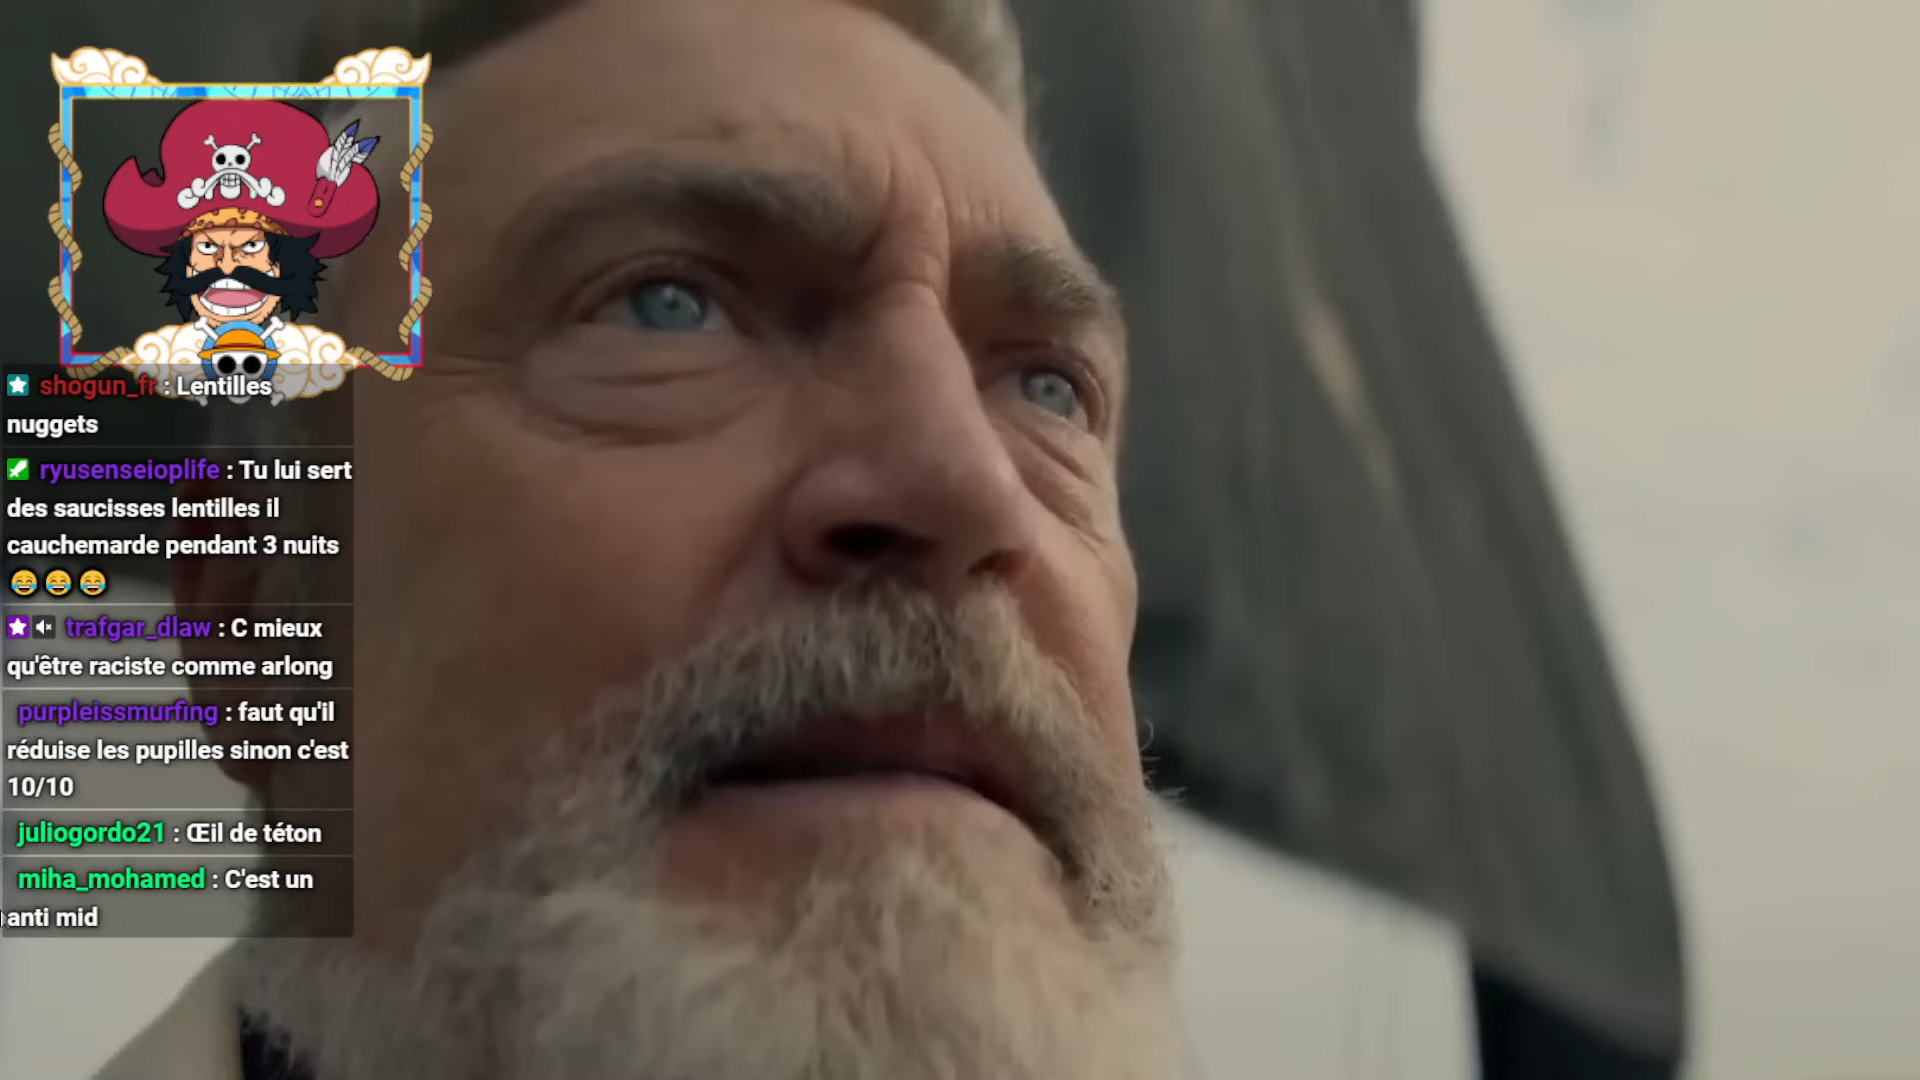 shogun_fr : Lentilles
nuggets
ryusenseioplife : Tu lui sert
des saucisses lentilles il
cauchemarde pendant 3 nuits
😂😂😂
trafgar_dlaw : C mieux
qu'être raciste comme arlong
purpleissmurfing : faut qu'il
réduise les pupilles sinon c'est
10/10
juliogordo21 : Œil de téton
miha_mohamed : C'est un
anti mid